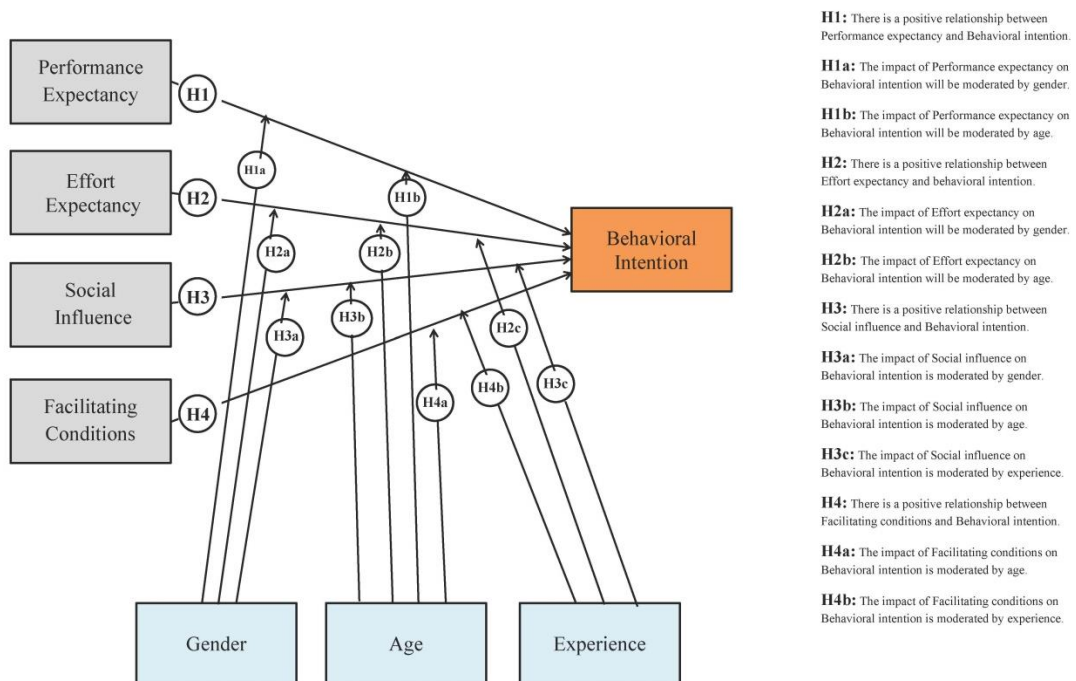 Performance
Expectancy
H1
H1a
Effort
Expectancy
H2
H1b
H2a
H2b
Behavioral
Intention
Social
Influence
H3
H3a
H3b
H2c
H3c
H4b
H4a
Facilitating
Conditions
H4
Gender
Age
Experience
H1: There is a positive relationship between
Performance expectancy and Behavioral intention.
H1a: The impact of Performance expectancy on
Behavioral intention will be moderated by gender.
H1b: The impact of Performance expectancy on
Behavioral intention will be moderated by age.
H2: There is a positive relationship between
Effort expectancy and behavioral intention.
H2a: The impact of Effort expectancy on
Behavioral intention will be moderated by gender.
H2b: The impact of Effort expectancy on
Behavioral intention will be moderated by age.
H3: There is a positive relationship between
Social influence and Behavioral intention.
H3a: The impact of Social influence on
Behavioral intention is moderated by gender.
H3b: The impact of Social influence on
Behavioral intention is moderated by age.
H3c: The impact of Social influence on
Behavioral intention is moderated by experience.
H4: There is a positive relationship between
Facilitating conditions and Behavioral intention.
H4a: The impact of Facilitating conditions on
Behavioral intention is moderated by age.
H4b: The impact of Facilitating conditions on
Behavioral intention is moderated by experience.